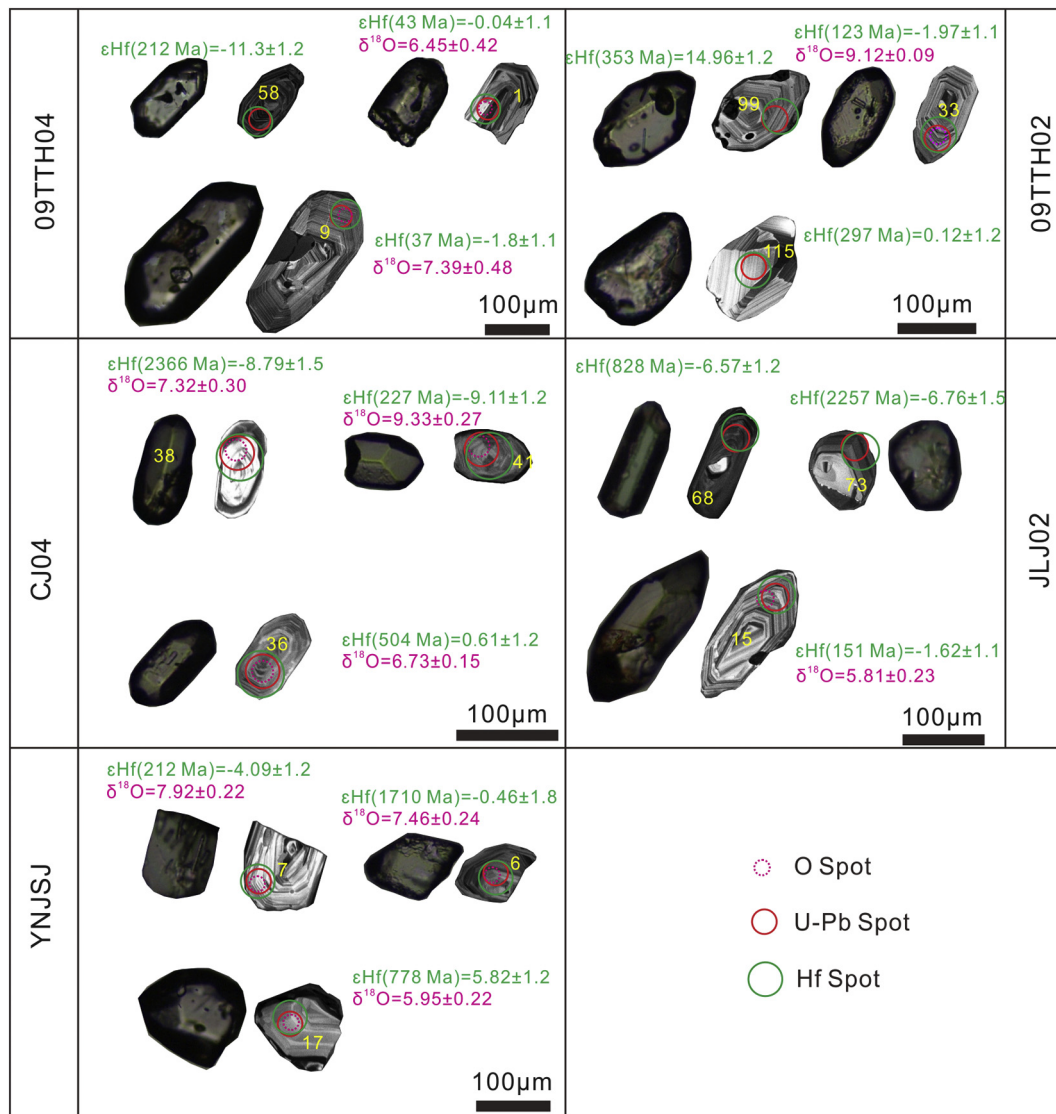 09TTH04
εHf(212 Ma)=-11.3±1.2
58
εHf(43 Ma)=-0.04±1.1
δ¹⁸O=6.45±0.42
1
9
εHf(37 Ma)=-1.8±1.1
δ¹⁸O=7.39±0.48
100μm
09TTH02
εHf(353 Ma)=14.96±1.2
99
εHf(123 Ma)=-1.97±1.1
δ¹⁸O=9.12±0.09
33
εHf(297 Ma)=0.12±1.2
115
100μm
CJ04
εHf(2366 Ma)=-8.79±1.5
δ¹⁸O=7.32±0.30
38
εHf(227 Ma)=-9.11±1.2
δ¹⁸O=9.33±0.27
41
36
εHf(504 Ma)=0.61±1.2
δ¹⁸O=6.73±0.15
100μm
JLJ02
εHf(828 Ma)=-6.57±1.2
68
εHf(2257 Ma)=-6.76±1.5
73
15
εHf(151 Ma)=-1.62±1.1
δ¹⁸O=5.81±0.23
100μm
YNJSJ
εHf(212 Ma)=-4.09±1.2
δ¹⁸O=7.92±0.22
7
εHf(1710 Ma)=-0.46±1.8
δ¹⁸O=7.46±0.24
6
εHf(778 Ma)=5.82±1.2
δ¹⁸O=5.95±0.22
17
100μm
O Spot
U-Pb Spot
Hf Spot